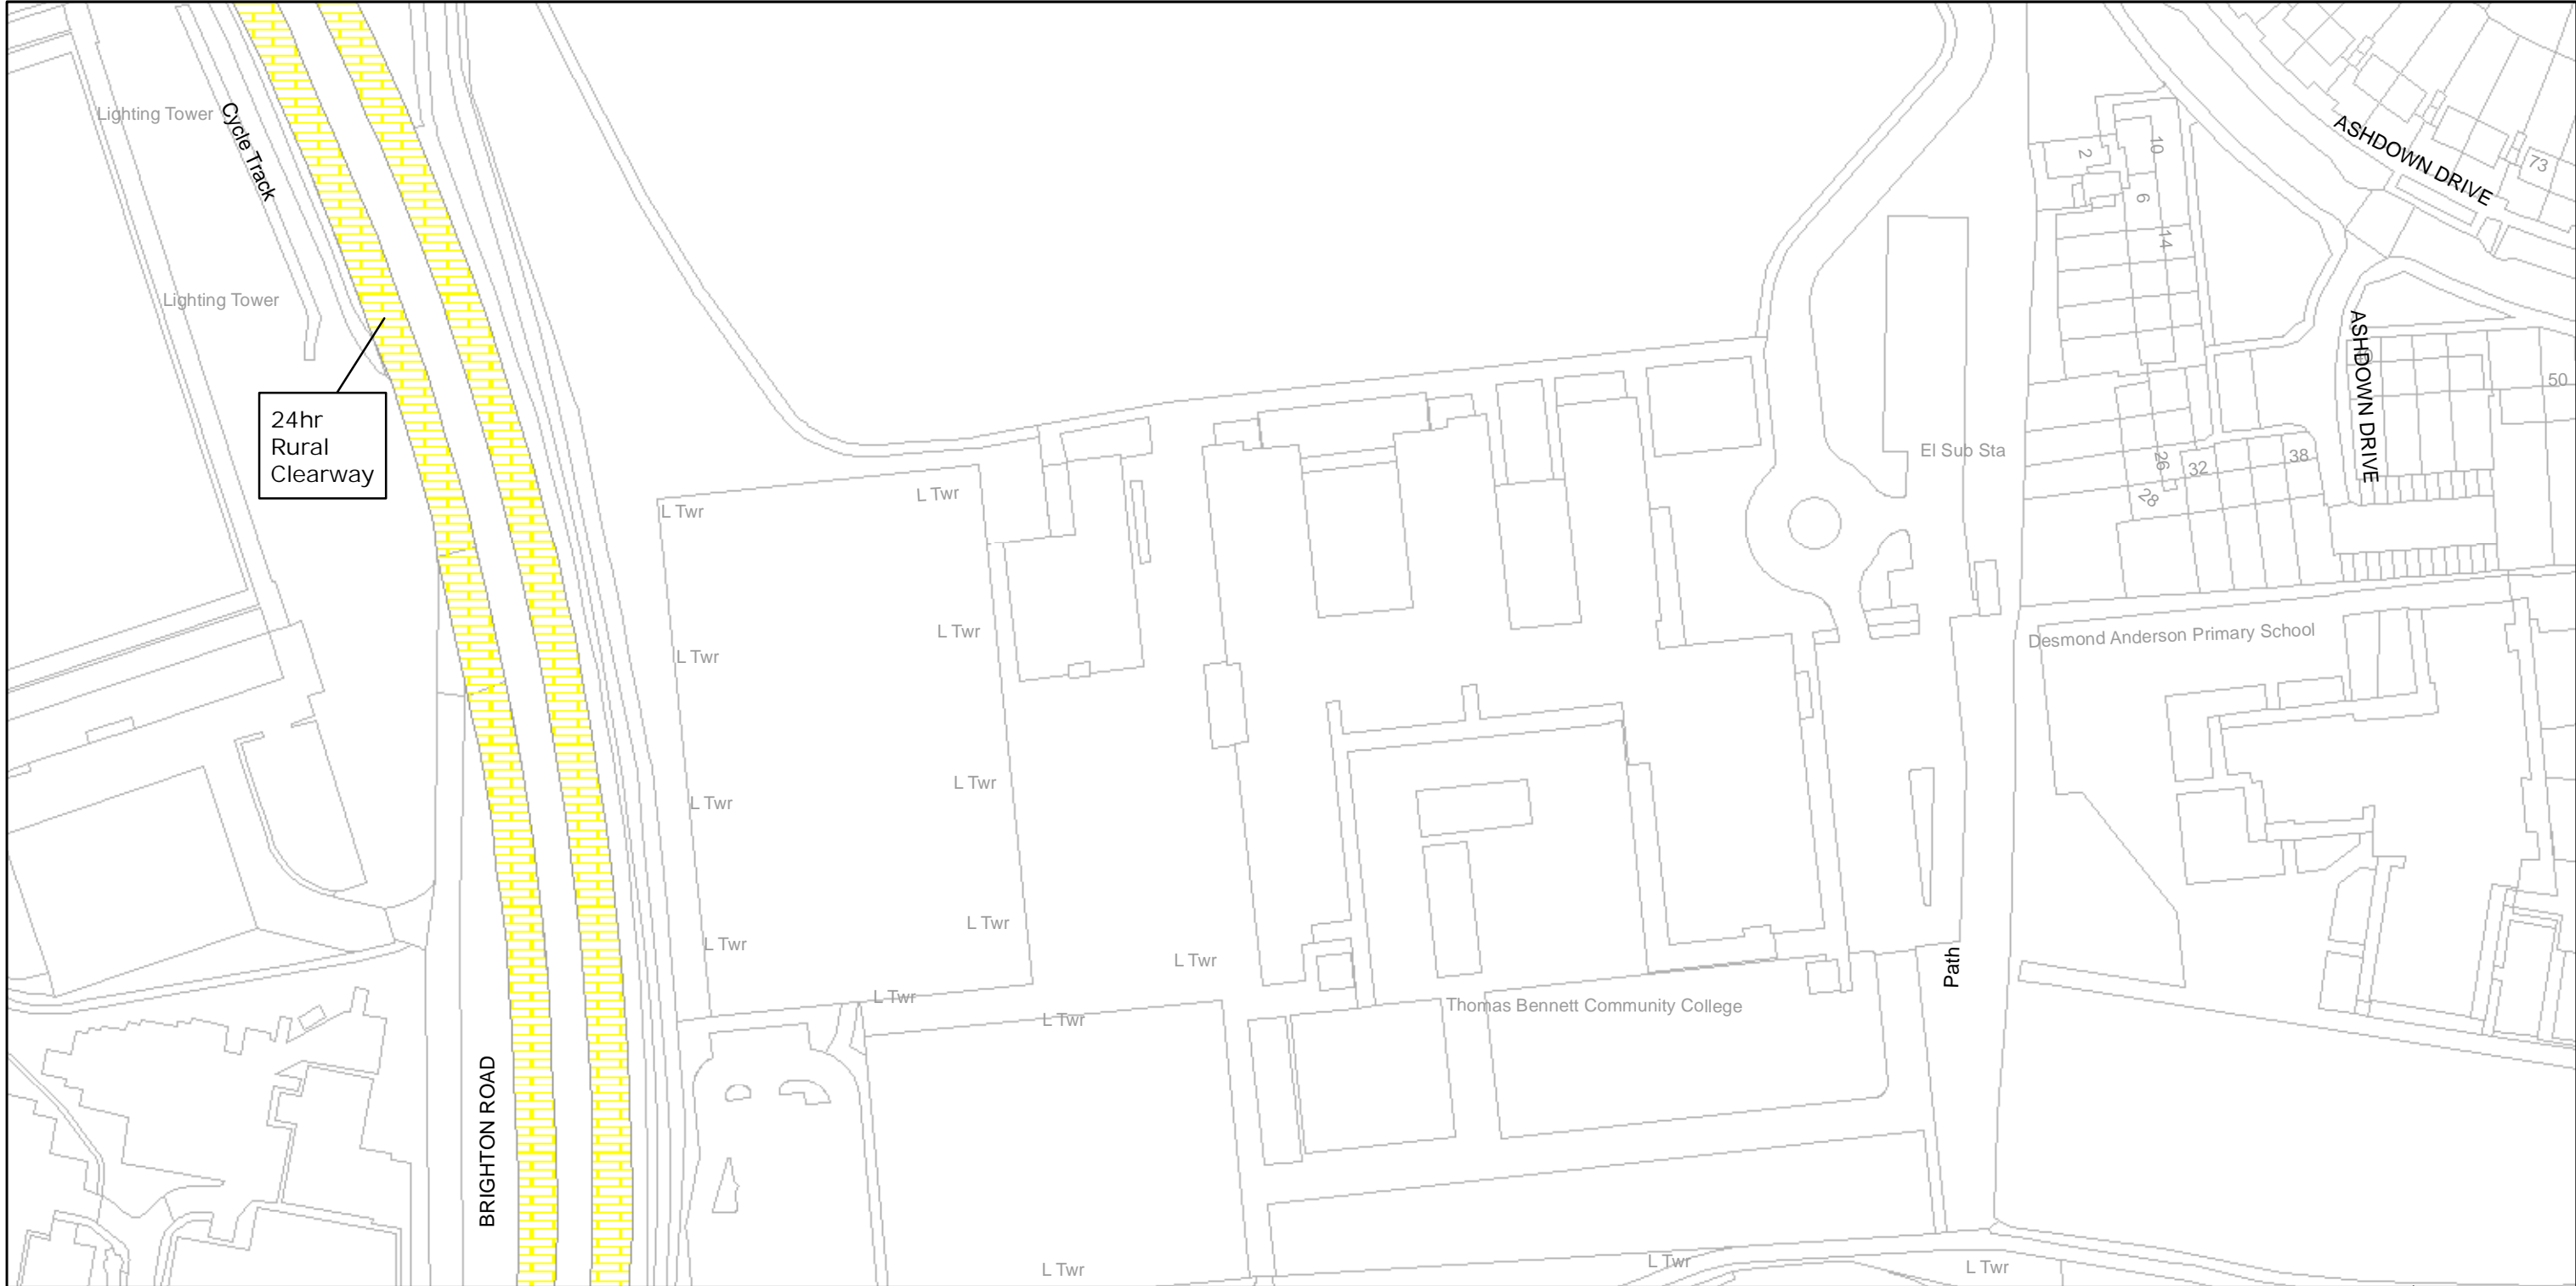 Lighting Tower
Cycle Track
Lighting Tower
24hr
Rural
Clearway
BRIGHTON ROAD
L Twr
L Twr
L Twr
L Twr
L Twr
L Twr
L Twr
L Twr
L Twr
L Twr
L Twr
L Twr
L Twr
L Twr
Thomas Bennett Community College
El Sub Sta
Path
Desmond Anderson Primary School
ASHDOWN DRIVE
ASHDOWN DRIVE
2
10
6
14
26
28
32
38
73
50